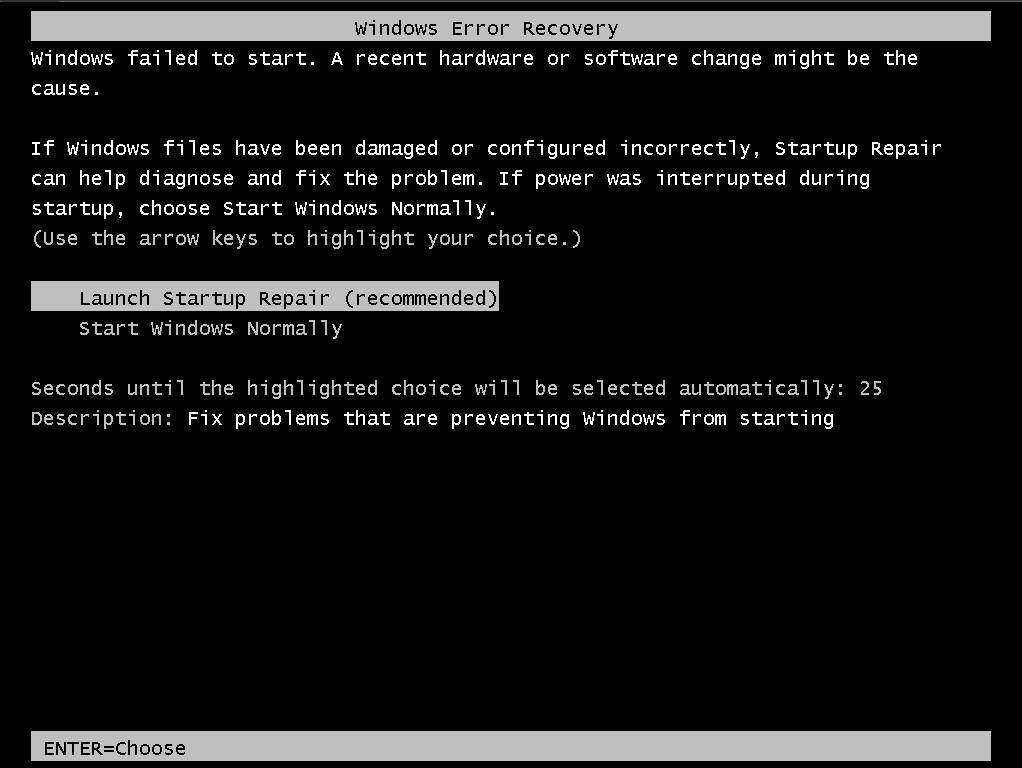 Windows Error Recovery
Windows failed to start. A recent hardware or software change might be the
cause.
If Windows files have been damaged or configured incorrectly, Startup Repair
can help diagnose and fix the problem. If power was interrupted during
startup, choose Start Windows Normally.
(Use the arrow keys to highlight your choice.)
Launch Startup Repair (recommended)
Start Windows Normally
Seconds until the highlighted choice will be selected automatically: 25
Description: Fix problems that are preventing Windows from starting
ENTER=Choose